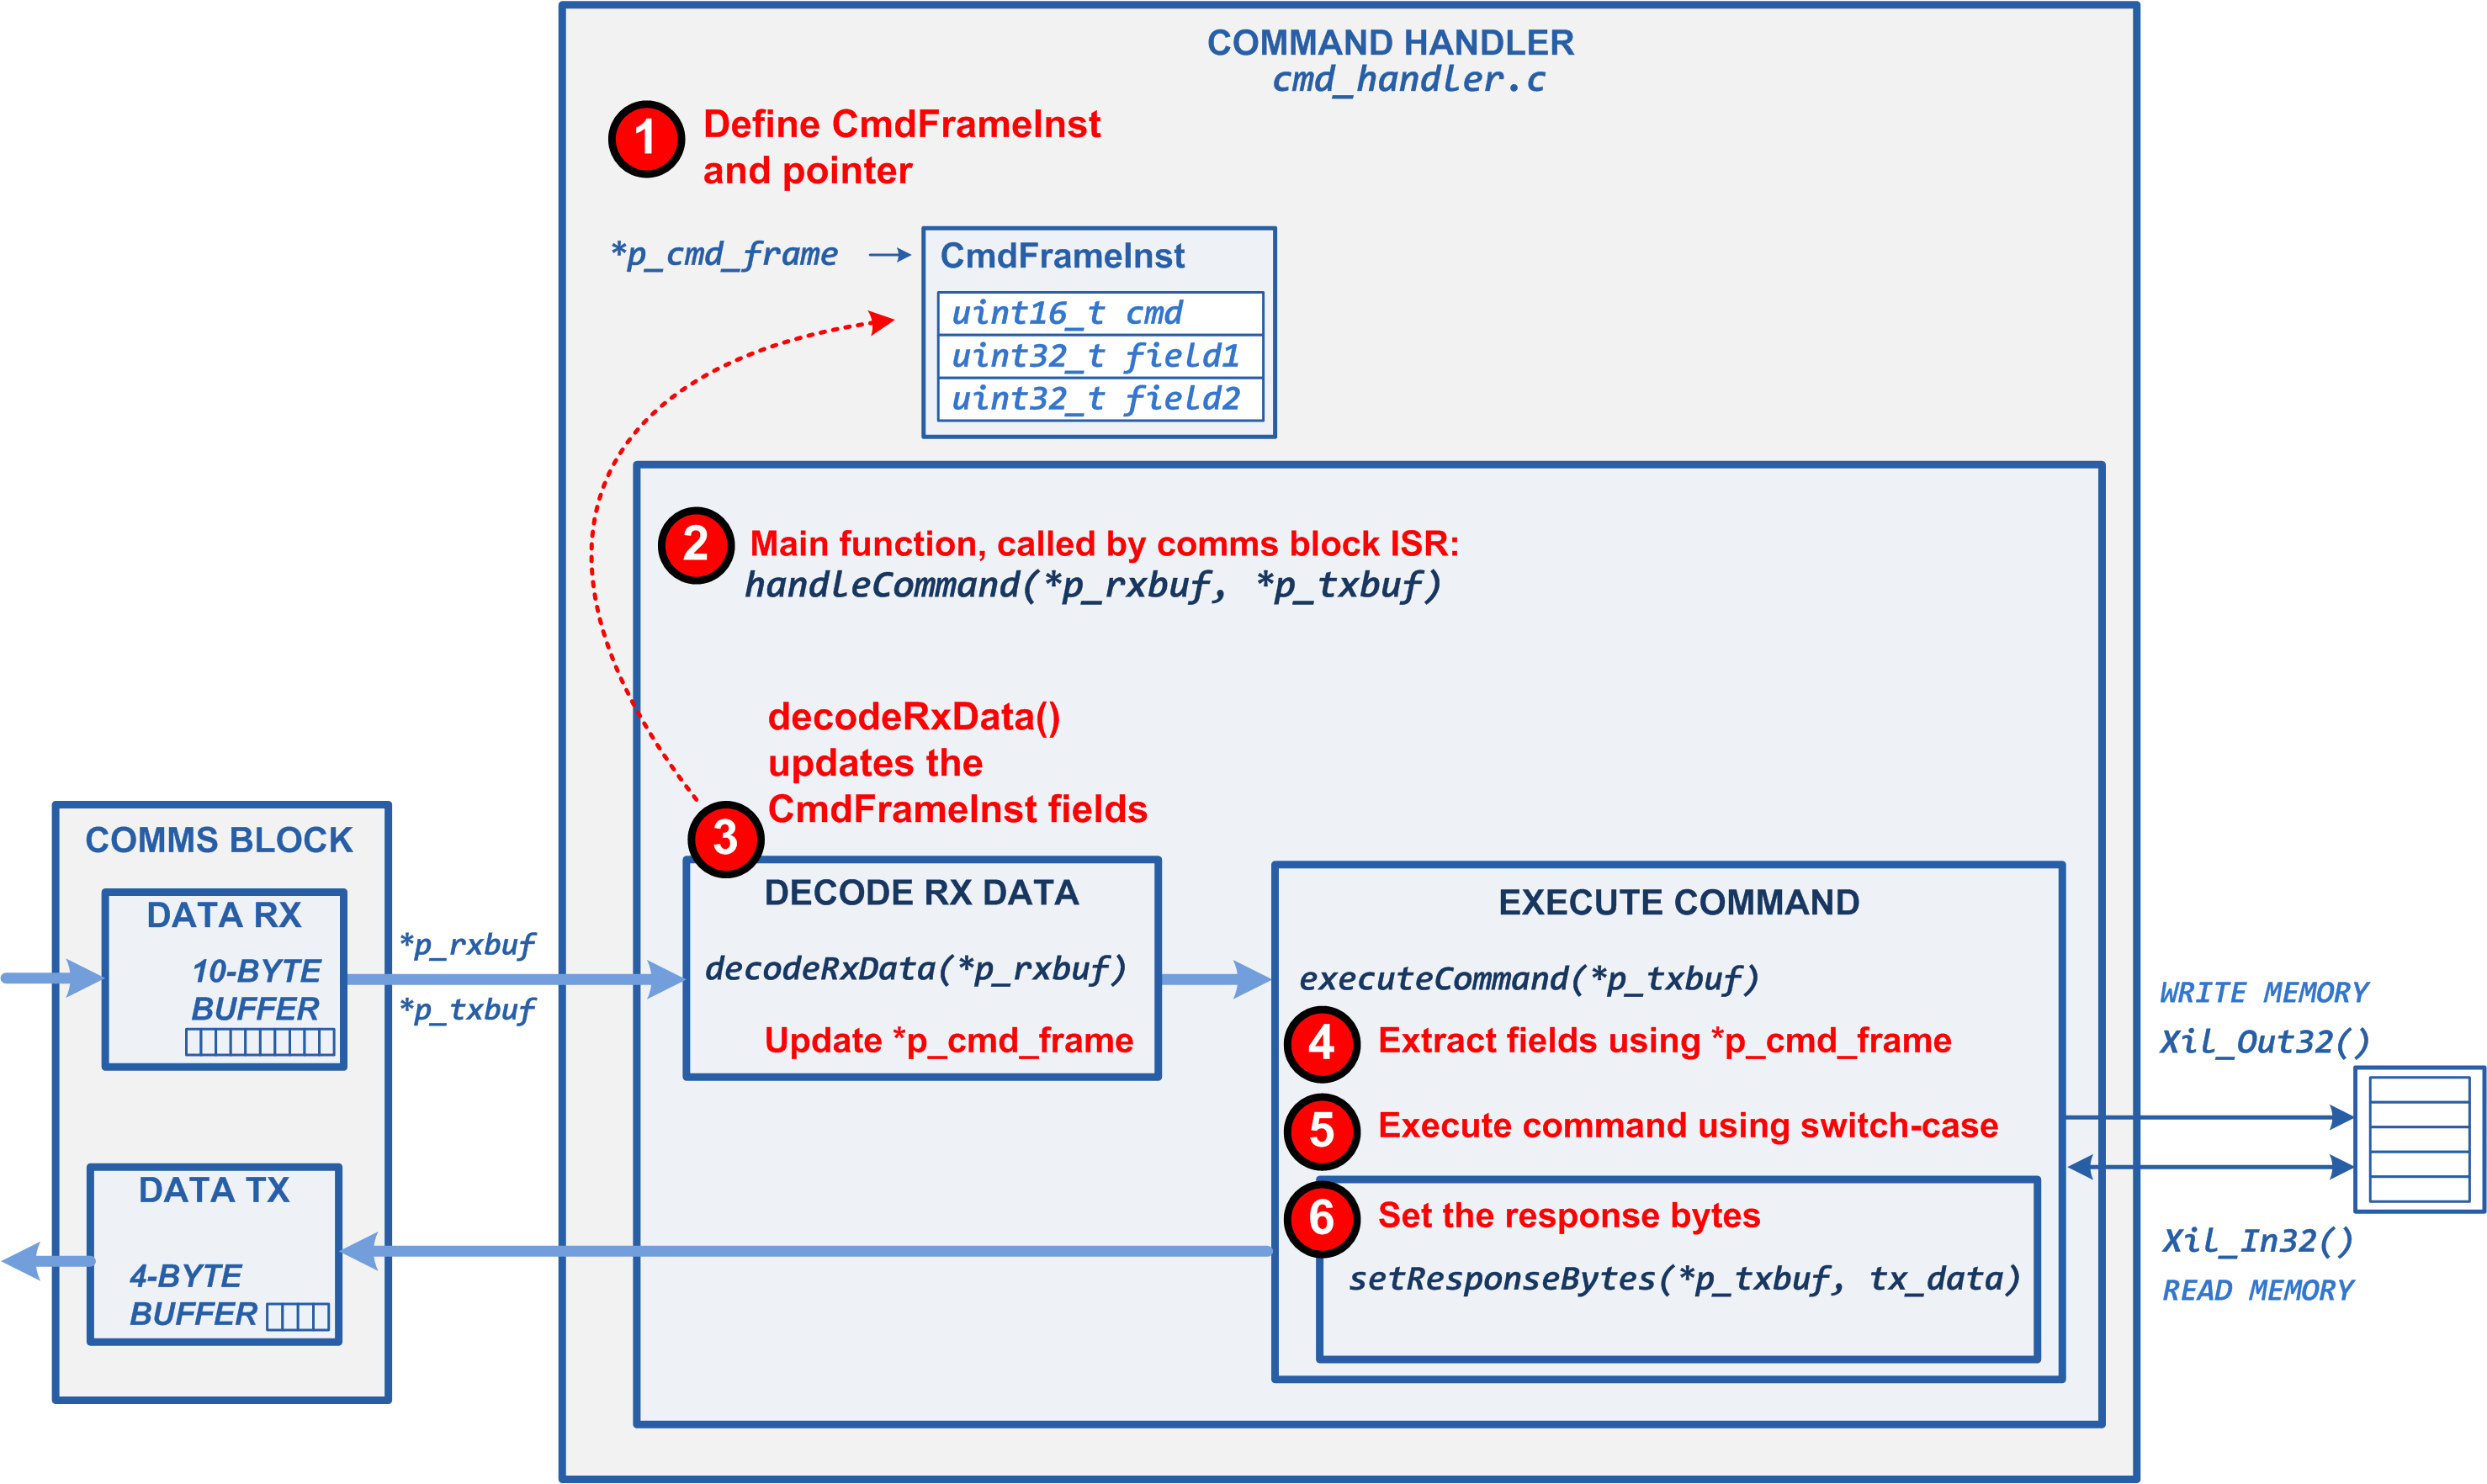 COMMAND HANDLER
cmd_handler.c
1
Define CmdFrameInst
and pointer
*p_cmd_frame
CmdFrameInst
uint16_t cmd
uint32_t field1
uint32_t field2
2
Main function, called by comms block ISR:
handleCommand(*p_rxbuf, *p_txbuf)
decodeRxData()
updates the
CmdFrameInst fields
3
COMMS BLOCK
DATA RX
10-BYTE
BUFFER
*p_rxbuf
*p_txbuf
DECODE RX DATA
decodeRxData(*p_rxbuf)
Update *p_cmd_frame
EXECUTE COMMAND
executeCommand(*p_txbuf)
4
Extract fields using *p_cmd_frame
5
Execute command using switch-case
6
Set the response bytes
setResponseBytes(*p_txbuf, tx_data)
WRITE MEMORY
Xil_Out32()
Xil_In32()
READ MEMORY
DATA TX
4-BYTE
BUFFER